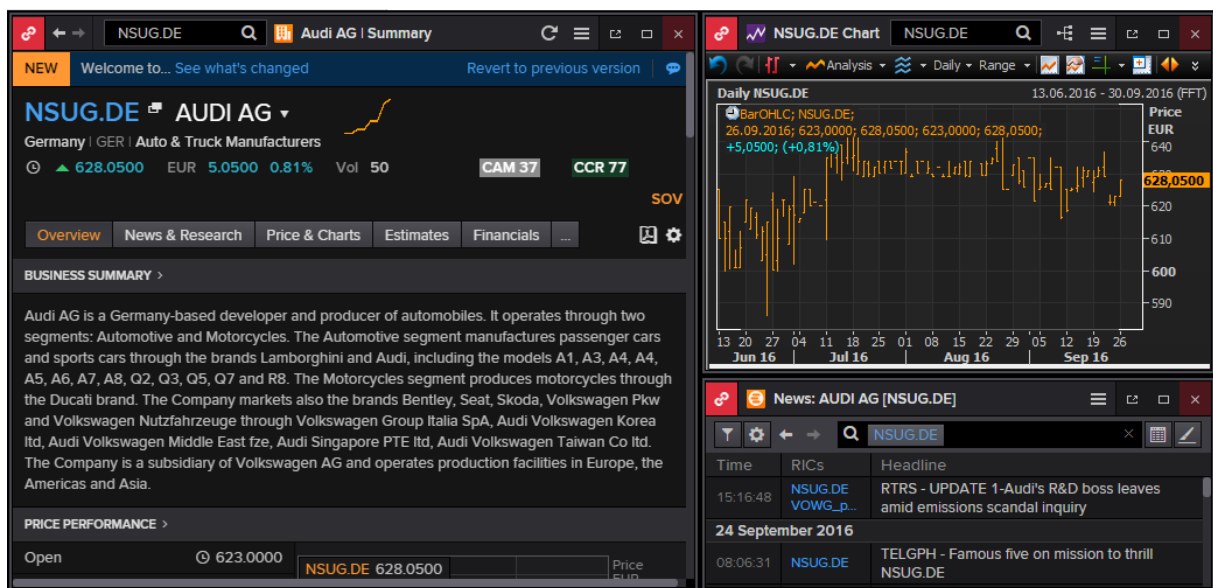 NSUG.DE
Audi AG | Summary
NEW Welcome to... See what's changed Revert to previous version
NSUG.DE AUDI AG
Germany | GER | Auto & Truck Manufacturers
628.0500 EUR 5.0500 0.81% Vol 50 CAM 37 CCR 77
SOV
Overview News & Research Price & Charts Estimates Financials ...
BUSINESS SUMMARY >
Audi AG is a Germany-based developer and producer of automobiles. It operates through two
segments: Automotive and Motorcycles. The Automotive segment manufactures passenger cars
and sports cars through the brands Lamborghini and Audi, including the models A1, A3, A4, A4,
A5, A6, A7, A8, Q2, Q3, Q5, Q7 and R8. The Motorcycles segment produces motorcycles through
the Ducati brand. The Company markets also the brands Bentley, Seat, Skoda, Volkswagen Pkw
and Volkswagen Nutzfahrzeuge through Volkswagen Group Italia SpA, Audi Volkswagen Korea
ltd, Audi Volkswagen Middle East fze, Audi Singapore PTE ltd, Audi Volkswagen Taiwan Co ltd.
The Company is a subsidiary of Volkswagen AG and operates production facilities in Europe, the
Americas and Asia.
PRICE PERFORMANCE >
Open 623.0000
NSUG.DE 628.0500
Price
NSUG.DE Chart NSUG.DE
Analysis Daily Range
Daily NSUG.DE 13.06.2016 - 30.09.2016 (FFT)
BarOHLC; NSUG.DE;
26.09.2016; 623,0000; 628,0500; 623,0000; 628,0500;
+5,0500; (+0,81%)
Price
EUR
640
628,0500
620
610
600
590
13 20 27 04 11 18 25 01 08 15 22 29 05 12 19 26
Jun 16 Jul 16 Aug 16 Sep 16
News: AUDI AG [NSUG.DE]
NSUG.DE
Time RICs Headline
15:16:48 NSUG.DE RTRS - UPDATE 1-Audi's R&D boss leaves
VOWG_p... amid emissions scandal inquiry
24 September 2016
08:06:31 NSUG.DE TELGPH - Famous five on mission to thrill
NSUG.DE